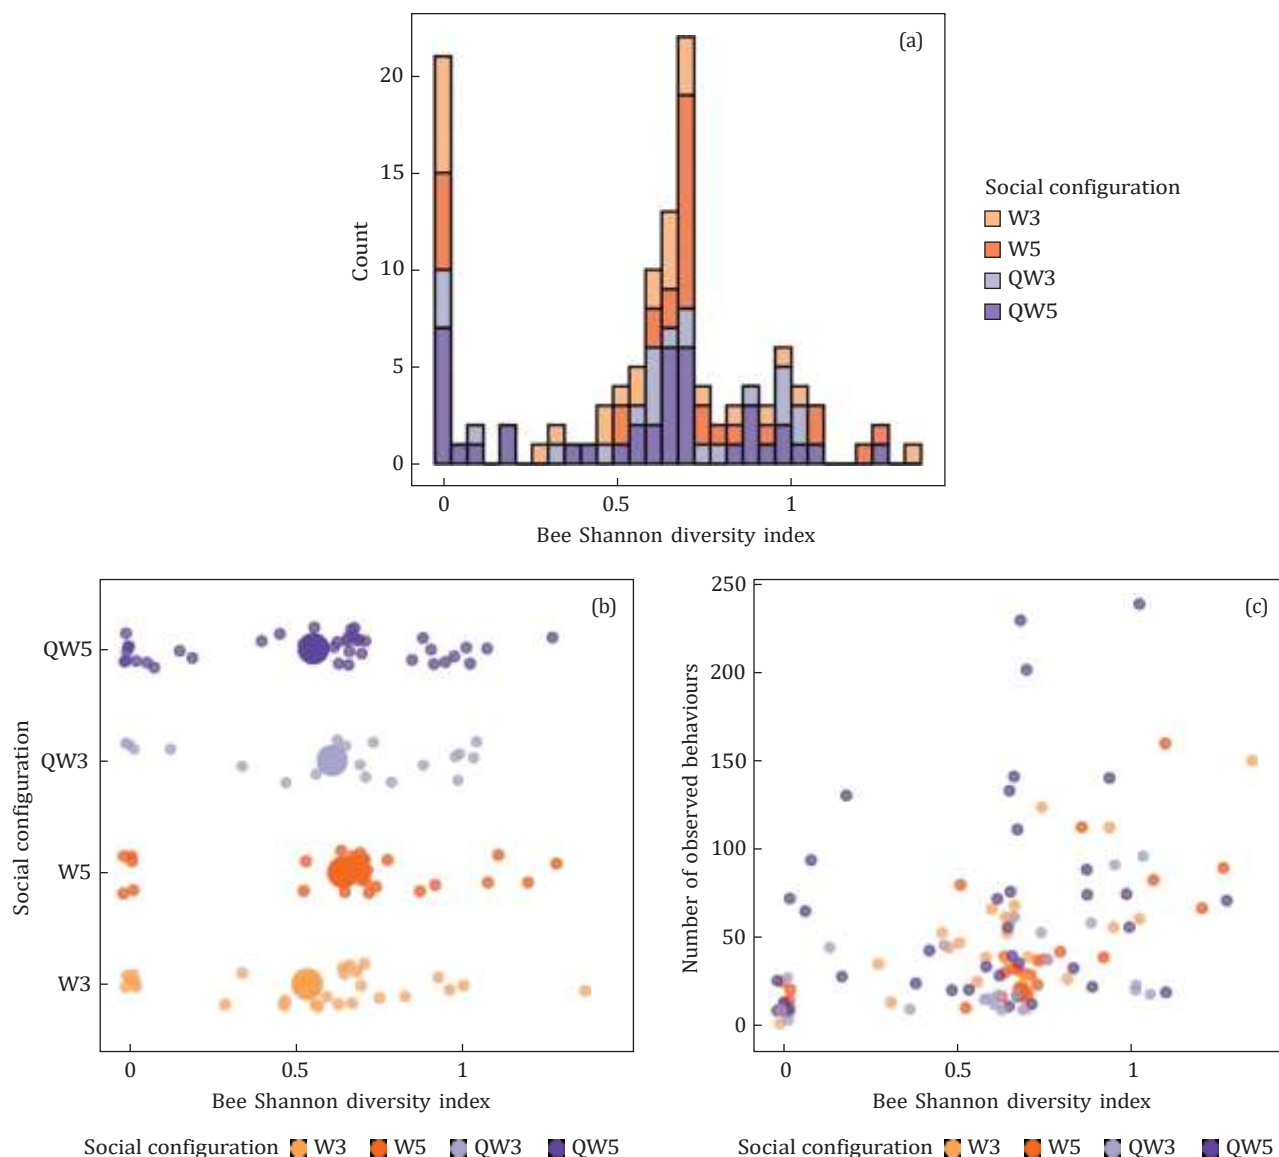 (a)
20
15
10
5
0
Count
0 0.5 1
Bee Shannon diversity index
Social configuration
W3
W5
QW3
QW5
(b)
QW5
QW3
W5
W3
Social configuration
0 0.5 1
Bee Shannon diversity index
Social configuration W3 W5 QW3 QW5
(c)
250
200
150
100
50
0
Number of observed behaviours
0 0.5 1
Bee Shannon diversity index
Social configuration W3 W5 QW3 QW5